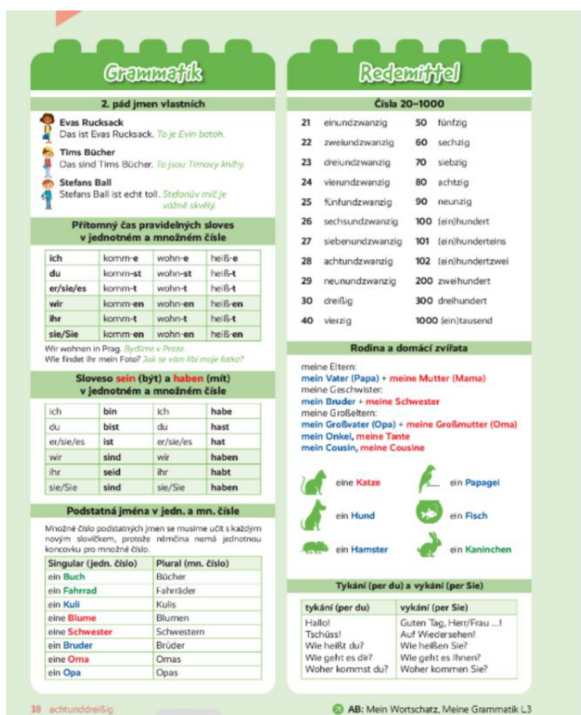 Grammatik
2. pád jmen vlastních
Evas Rucksack
Das ist Evas Rucksack. To je Evin batoh.
Tims Bücher
Das sind Tims Bücher. To jsou Timovy knihy.
Stefans Ball
Stefans Ball ist echt toll. Stefanův míč je
vážně skvělý.
Přítomný čas pravidelných sloves
v jednotném a množném čísle
ich komm-e wohn-e heiß-e
du komm-st wohn-st heiß-t
er/sie/es komm-t wohn-t heiß-t
wir komm-en wohn-en heiß-en
ihr komm-t wohn-t heiß-t
sie/Sie komm-en wohn-en heiß-en
Wir wohnen in Prag. Bydlíme v Praze.
Wie findet ihr mein Foto? Jak se vám líbí moje fotka?
Sloveso sein (být) a haben (mít)
v jednotném a množném čísle
ich bin ich habe
du bist du hast
er/sie/es ist er/sie/es hat
wir sind wir haben
ihr seid ihr habt
sie/Sie sind sie/Sie haben
Podstatná jména v jedn. a mn. čísle
Množné číslo podstatných jmen se musíme učit s každým
novým slovíčkem, protože němčina nemá jednotnou
koncovku pro množné číslo.
Singular (jedn. číslo) Plural (mn. číslo)
ein Buch Bücher
ein Fahrrad Fahrräder
ein Kuli Kulis
eine Blume Blumen
eine Schwester Schwestern
ein Bruder Brüder
eine Oma Omas
ein Opa Opas
38 achtunddreißig
Redemittel
Čísla 20–1000
21 einundzwanzig 50 fünfzig
22 zweiundzwanzig 60 sechzig
23 dreiundzwanzig 70 siebzig
24 vierundzwanzig 80 achtzig
25 fünfundzwanzig 90 neunzig
26 sechsundzwanzig 100 (ein)hundert
27 siebenundzwanzig 101 (ein)hunderteins
28 achtundzwanzig 102 (ein)hundertzwei
29 neunundzwanzig 200 zweihundert
30 dreißig 300 dreihundert
40 vierzig 1000 (ein)tausend
Rodina a domácí zvířata
meine Eltern:
mein Vater (Papa) + meine Mutter (Mama)
meine Geschwister:
mein Bruder + meine Schwester
meine Großeltern:
mein Großvater (Opa) + meine Großmutter (Oma)
mein Onkel, meine Tante
mein Cousin, meine Cousine
eine Katze ein Papagei
ein Hund ein Fisch
ein Hamster ein Kaninchen
Tykání (per du) a vykání (per Sie)
tykání (per du) vykání (per Sie)
Hallo! Guten Tag, Herr/Frau ...!
Tschüss! Auf Wiedersehen!
Wie heißt du? Wie heißen Sie?
Wie geht es dir? Wie geht es Ihnen?
Woher kommst du? Woher kommen Sie?
AB: Mein Wortschatz, Meine Grammatik L3